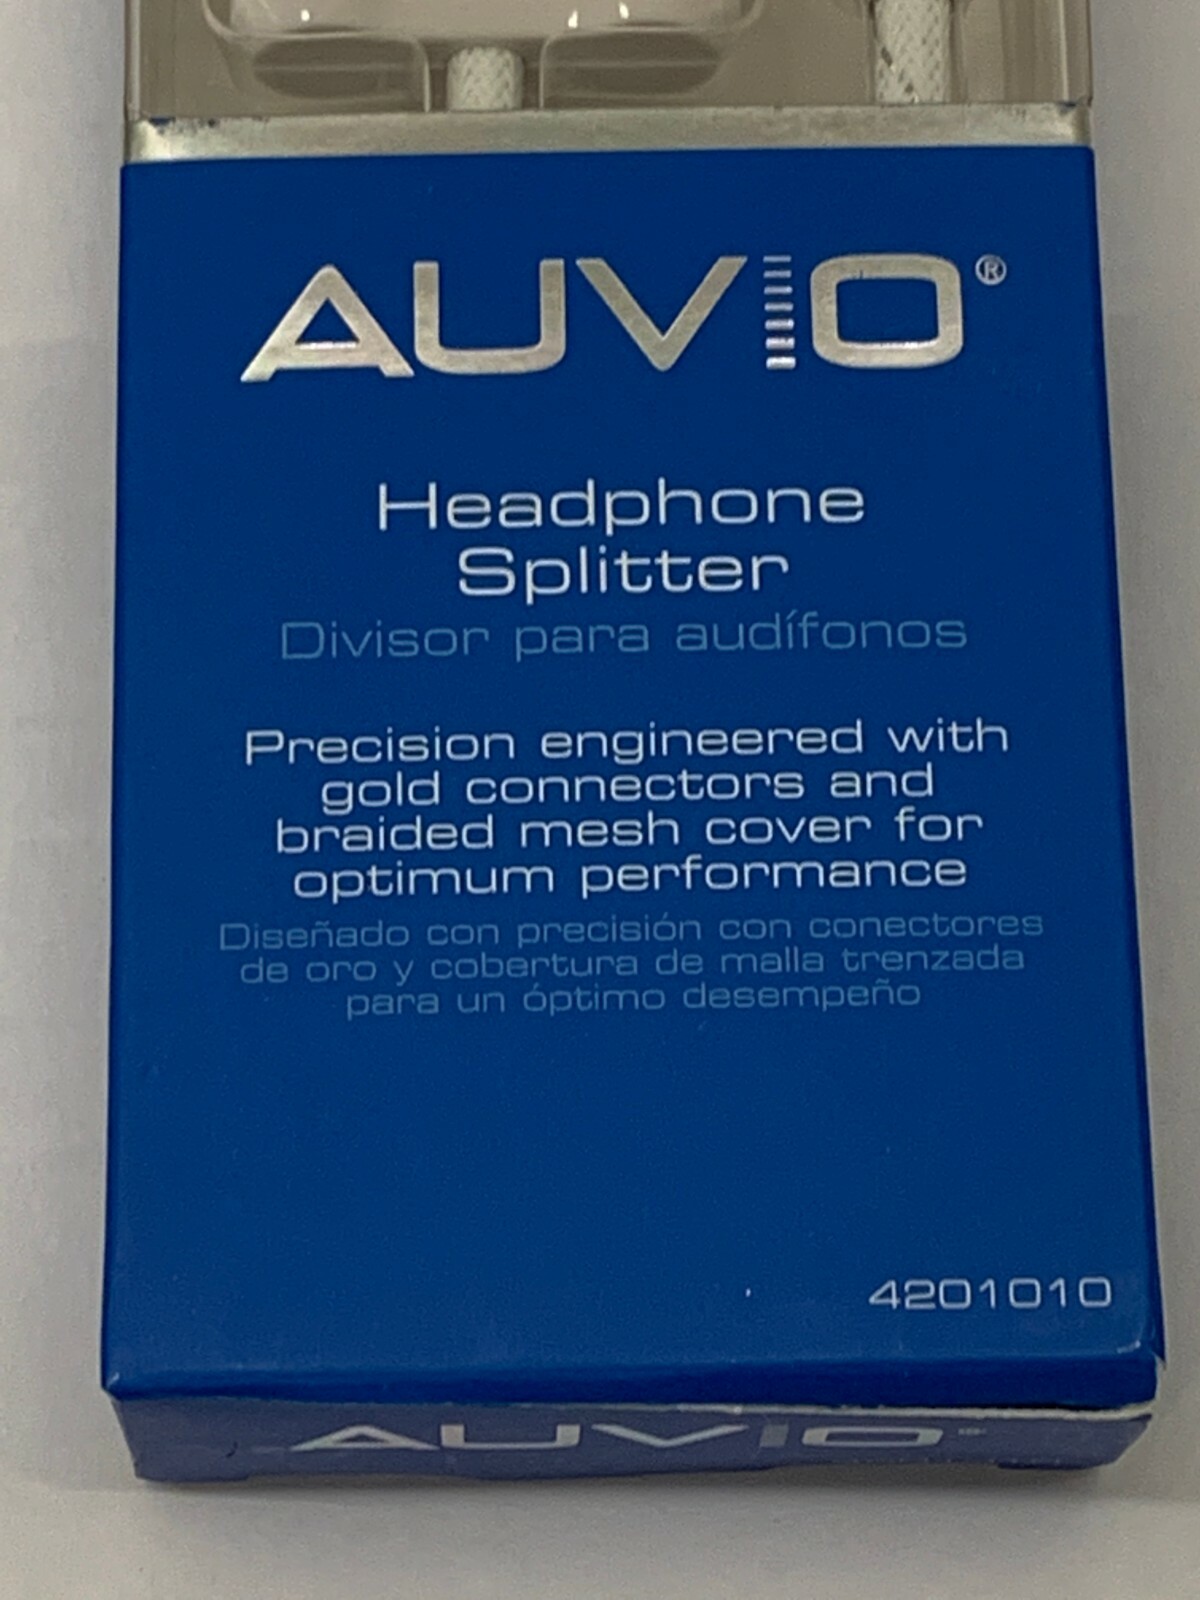 AUVIO®
Headphone
Splitter
Divisor para audífonos
Precision engineered with
gold connectors and
braided mesh cover for
optimum performance
Diseñado con precisión con conectores
de oro y cobertura de malla trenzada
para un óptimo desempeño
4201010
AUVIO®